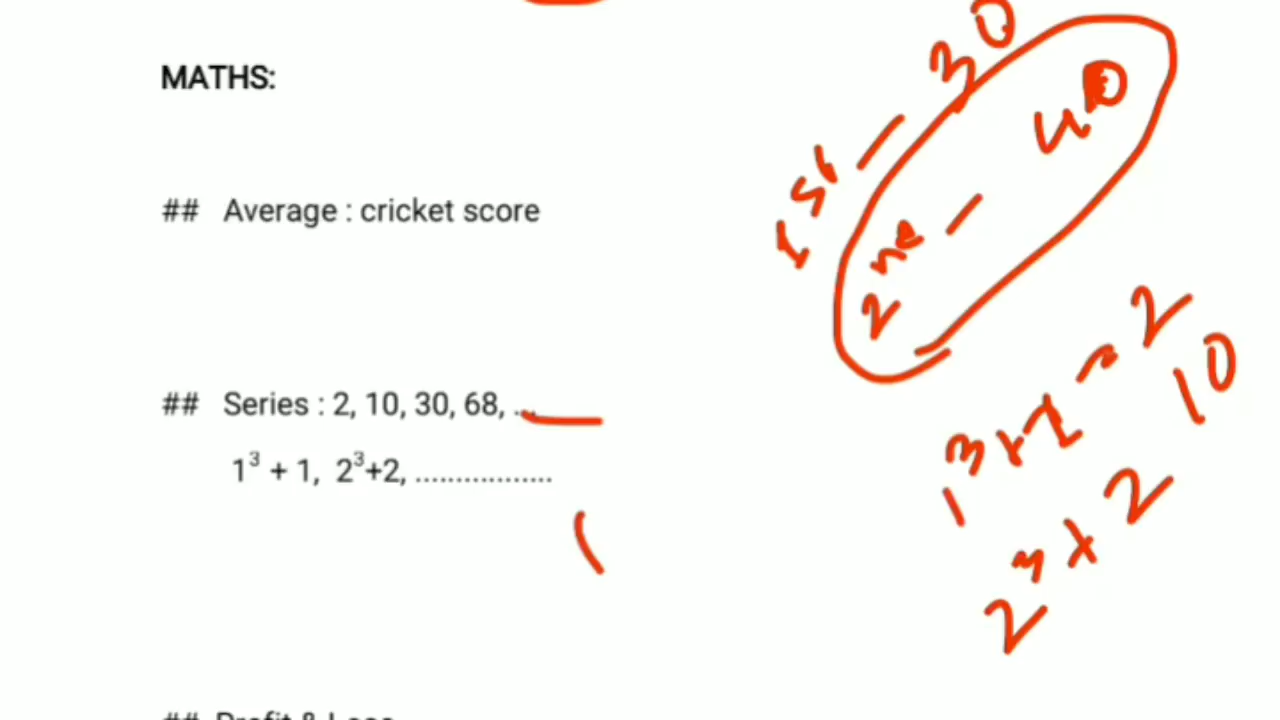 MATHS:
## Average : cricket score
## Series : 2, 10, 30, 68, ...
1³ + 1, 2³+2, .................
1st — 30
2nd — 40
1³+1 = 2
2³+2
10